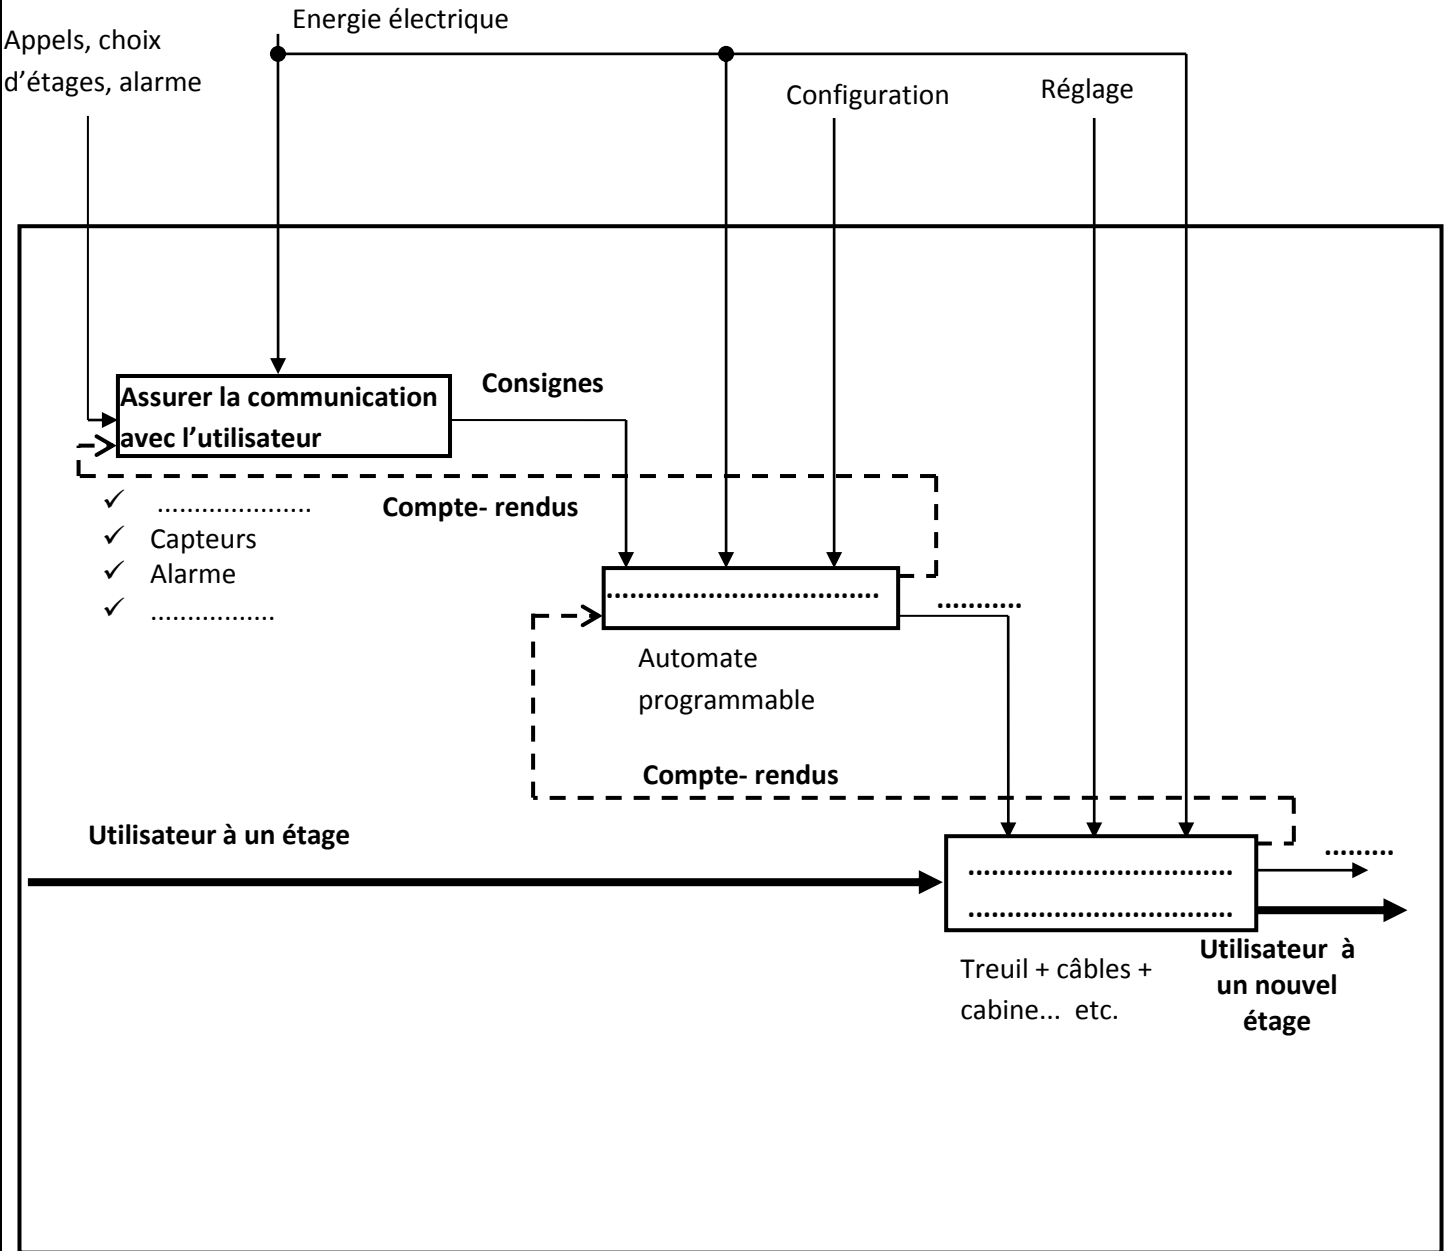 Energie électrique
Appels, choix
d’étages, alarme
Configuration
Réglage
Assurer la communication
avec l’utilisateur
Consignes
✓ .....................
✓ Capteurs
✓ Alarme
✓ .................
Compte- rendus
...................................
...........
Automate
programmable
Compte- rendus
Utilisateur à un étage
..................................
..................................
.........
Treuil + câbles +
cabine... etc.
Utilisateur à
un nouvel
étage